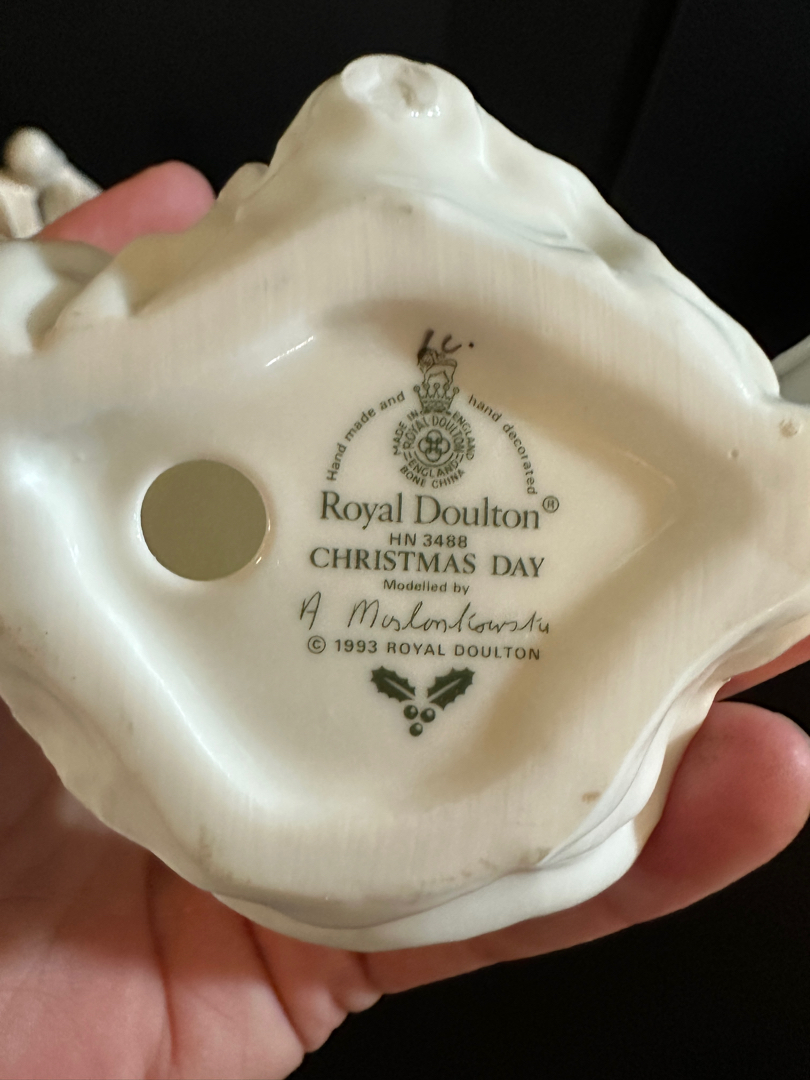 Lc.
Hand made and hand decorated
MADE IN ENGLAND
ROYAL DOULTON
ENGLAND
BONE CHINA
Royal Doulton®
HN 3488
CHRISTMAS DAY
Modelled by
A Maslankowski
© 1993 ROYAL DOULTON